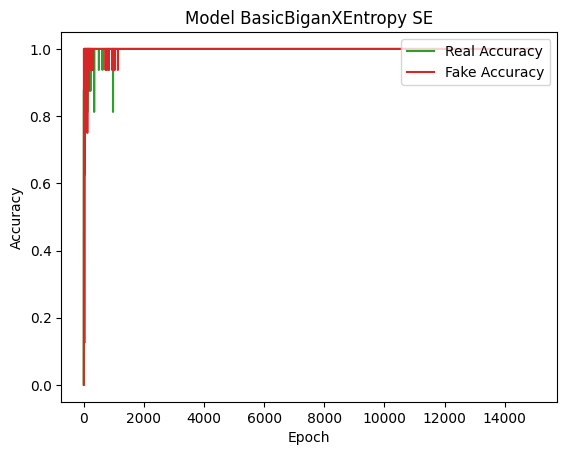 Model BasicBiganXEntropy SE
Real Accuracy
Fake Accuracy
1.0
0.8
0.6
0.4
0.2
0.0
Accuracy
0 2000 4000 6000 8000 10000 12000 14000
Epoch